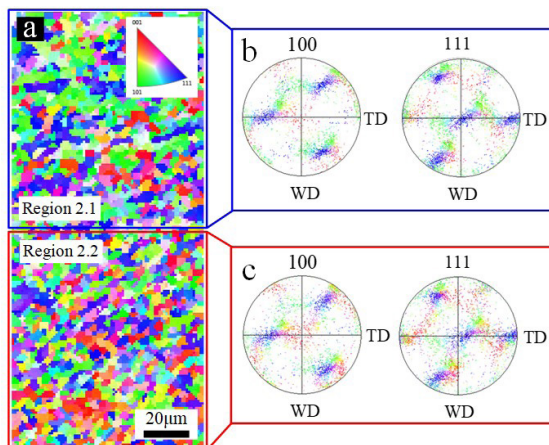 a
001
101
111
Region 2.1
Region 2.2
20μm
b
100
111
TD
TD
WD
WD
c
100
111
TD
TD
WD
WD